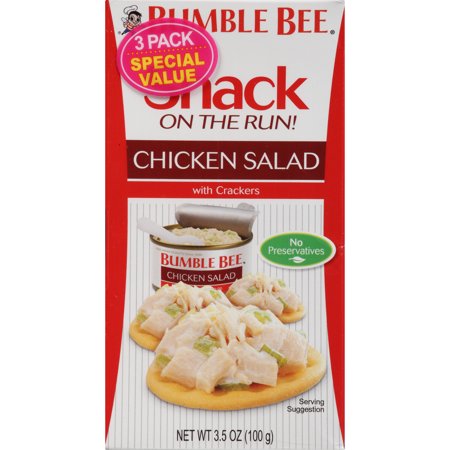 BUMBLE BEE®
3 PACK
SPECIAL
VALUE
Snack
ON THE RUN!
CHICKEN SALAD
with Crackers
No
Preservatives
BUMBLE BEE®
CHICKEN SALAD
Serving
Suggestion
NET WT 3.5 OZ (100 g)